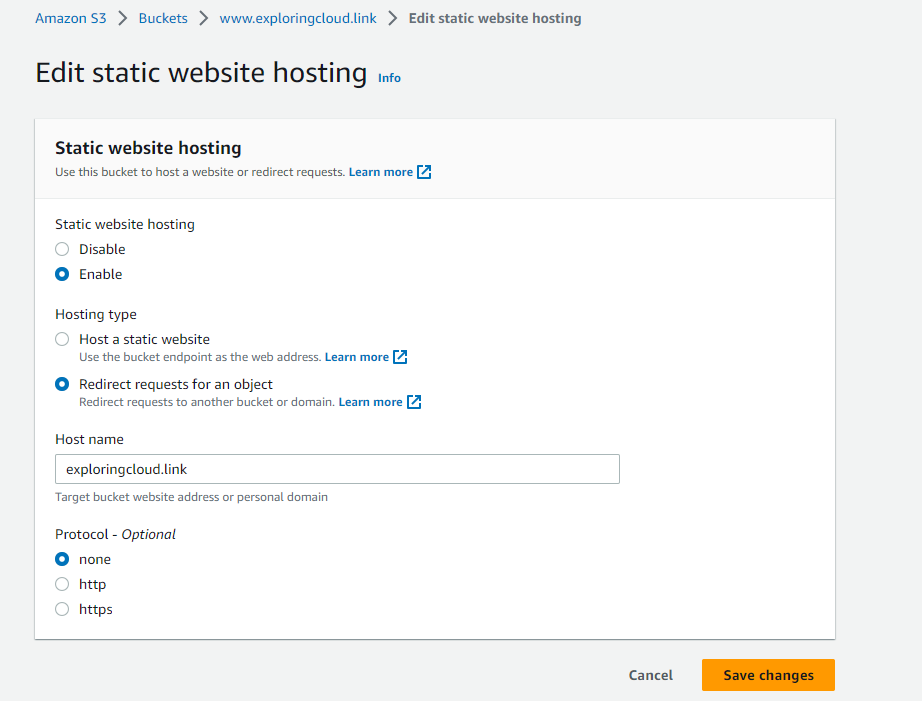 Amazon S3 > Buckets > www.exploringcloud.link > Edit static website hosting
Edit static website hosting Info
Static website hosting
Use this bucket to host a website or redirect requests. Learn more
Static website hosting
Disable
Enable
Hosting type
Host a static website
Use the bucket endpoint as the web address. Learn more
Redirect requests for an object
Redirect requests to another bucket or domain. Learn more
Host name
exploringcloud.link
Target bucket website address or personal domain
Protocol - Optional
none
http
https
Cancel Save changes